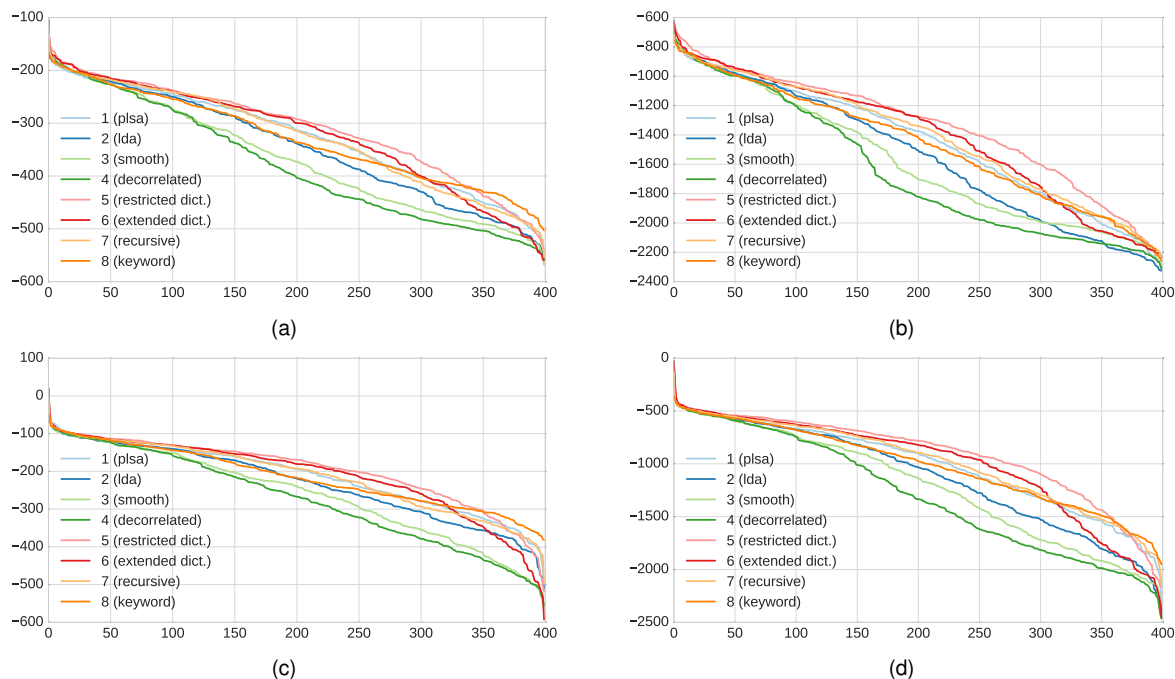 −100
−200
−300
−400
−500
−600
0 50 100 150 200 250 300 350 400
1 (plsa)
2 (lda)
3 (smooth)
4 (decorrelated)
5 (restricted dict.)
6 (extended dict.)
7 (recursive)
8 (keyword)
(a)
−600
−800
−1000
−1200
−1400
−1600
−1800
−2000
−2200
−2400
0 50 100 150 200 250 300 350 400
1 (plsa)
2 (lda)
3 (smooth)
4 (decorrelated)
5 (restricted dict.)
6 (extended dict.)
7 (recursive)
8 (keyword)
(b)
100
0
−100
−200
−300
−400
−500
−600
0 50 100 150 200 250 300 350 400
1 (plsa)
2 (lda)
3 (smooth)
4 (decorrelated)
5 (restricted dict.)
6 (extended dict.)
7 (recursive)
8 (keyword)
(c)
0
−500
−1000
−1500
−2000
−2500
0 50 100 150 200 250 300 350 400
1 (plsa)
2 (lda)
3 (smooth)
4 (decorrelated)
5 (restricted dict.)
6 (extended dict.)
7 (recursive)
8 (keyword)
(d)